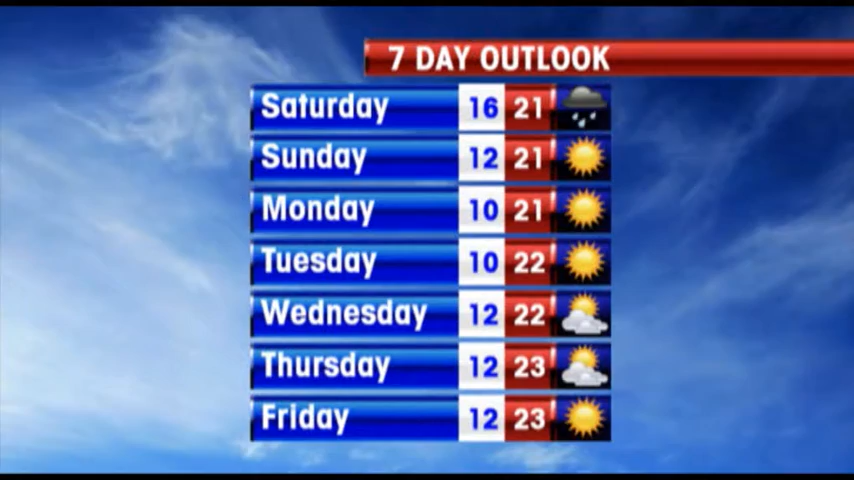 7 DAY OUTLOOK
Saturday 16 21
Sunday 12 21
Monday 10 21
Tuesday 10 22
Wednesday 12 22
Thursday 12 23
Friday 12 23